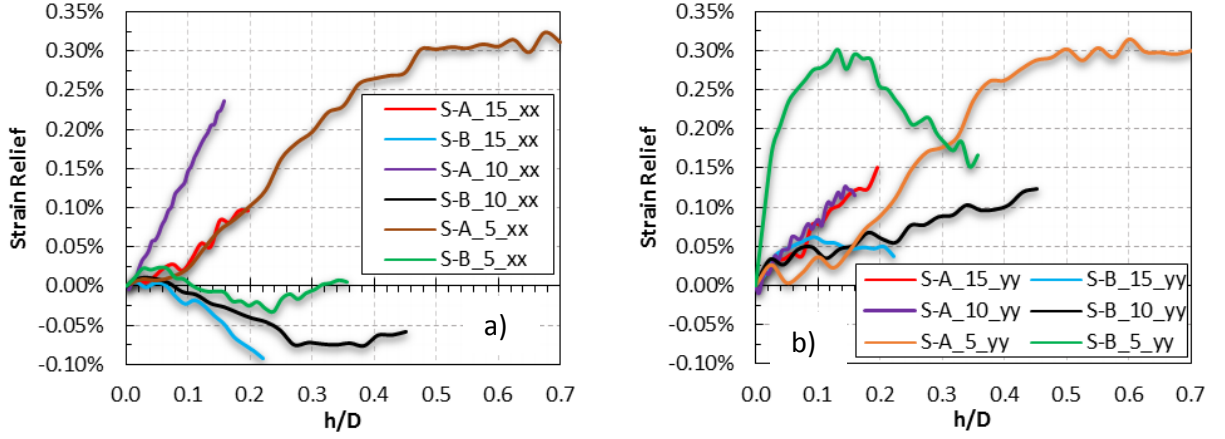 0.35%
0.30%
0.25%
0.20%
0.15%
0.10%
0.05%
0.00%
-0.05%
-0.10%
Strain Relief
S-A_15_xx
S-B_15_xx
S-A_10_xx
S-B_10_xx
S-A_5_xx
S-B_5_xx
a)
0.0 0.1 0.2 0.3 0.4 0.5 0.6 0.7
h/D
0.35%
0.30%
0.25%
0.20%
0.15%
0.10%
0.05%
0.00%
-0.05%
-0.10%
Strain Relief
S-A_15_yy S-B_15_yy
S-A_10_yy S-B_10_yy
S-A_5_yy S-B_5_yy
b)
0.0 0.1 0.2 0.3 0.4 0.5 0.6 0.7
h/D